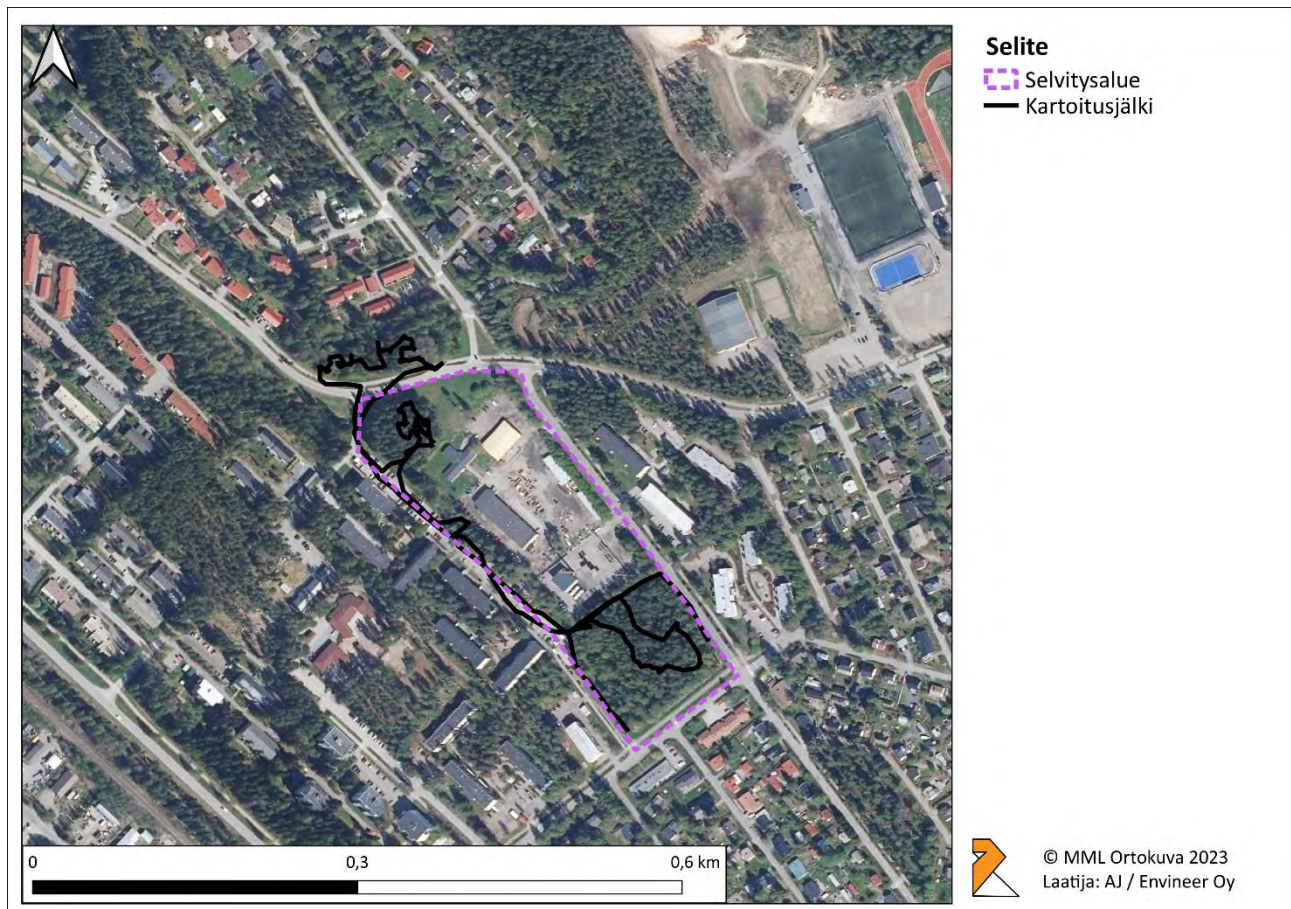 Selite
Selvitysalue
Kartoitusjälki
0 0,3 0,6 km
© MML Ortokuva 2023
Laatija: AJ / Envineer Oy